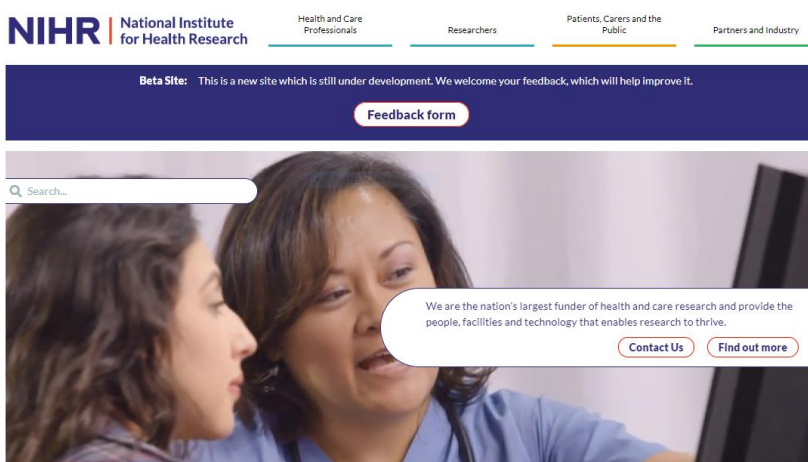 NIHR | National Institute
for Health Research
Health and Care
Professionals
Researchers
Patients, Carers and the
Public
Partners and Industry
Beta Site: This is a new site which is still under development. We welcome your feedback, which will help improve it.
Feedback form
Search...
We are the nation's largest funder of health and care research and provide the
people, facilities and technology that enables research to thrive.
Contact Us
Find out more